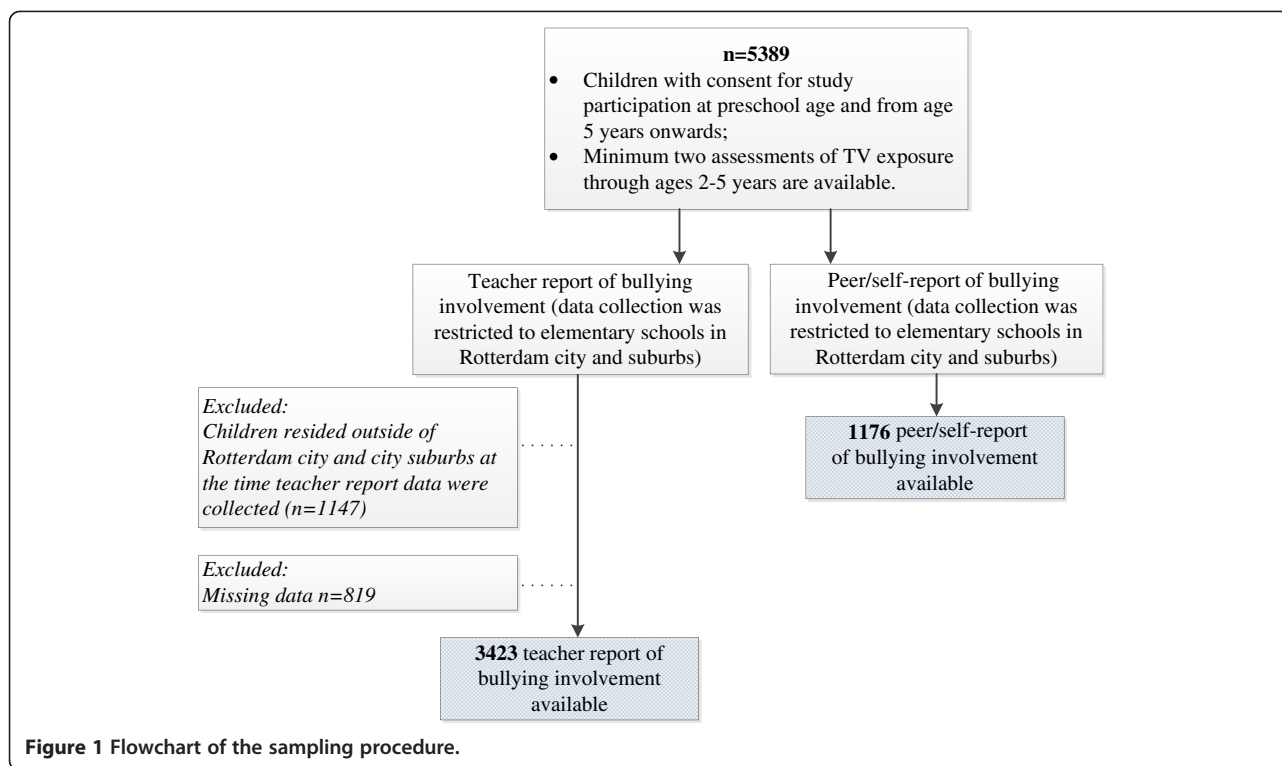 n=5389
• Children with consent for study
participation at preschool age and from age
5 years onwards;
• Minimum two assessments of TV exposure
through ages 2-5 years are available.
Teacher report of bullying
involvement (data collection was
restricted to elementary schools in
Rotterdam city and suburbs)
Peer/self-report of bullying
involvement (data collection was
restricted to elementary schools in
Rotterdam city and suburbs)
Excluded:
Children resided outside of
Rotterdam city and city suburbs at
the time teacher report data were
collected (n=1147)
1176 peer/self-report
of bullying involvement
available
Excluded:
Missing data n=819
3423 teacher report of
bullying involvement
available
Figure 1 Flowchart of the sampling procedure.